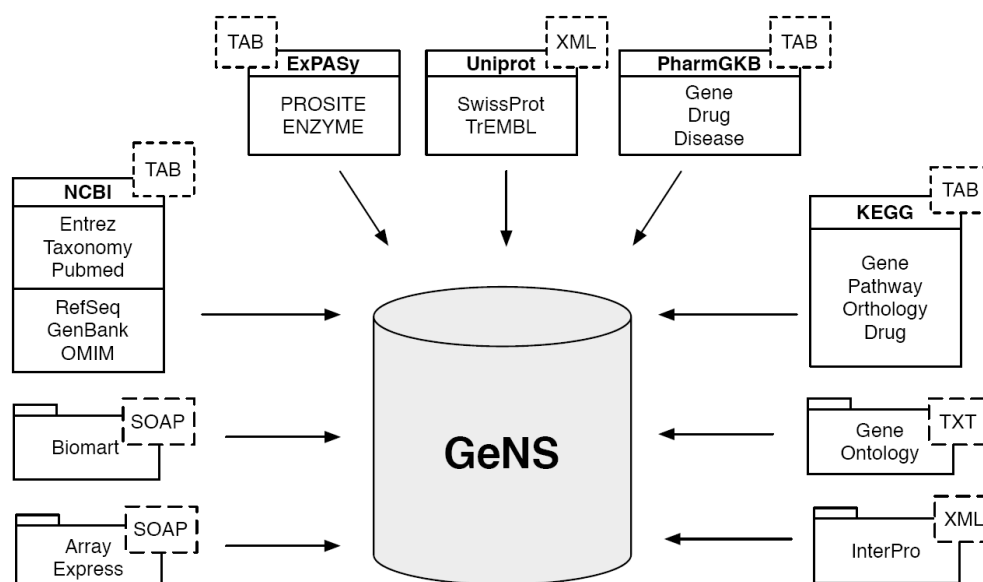 TAB
ExPASy
PROSITE
ENZYME
XML
Uniprot
SwissProt
TrEMBL
TAB
PharmGKB
Gene
Drug
Disease
TAB
NCBI
Entrez
Taxonomy
Pubmed
RefSeq
GenBank
OMIM
TAB
KEGG
Gene
Pathway
Orthology
Drug
SOAP
Biomart
GeNS
TXT
Gene
Ontology
SOAP
Array
Express
XML
InterPro